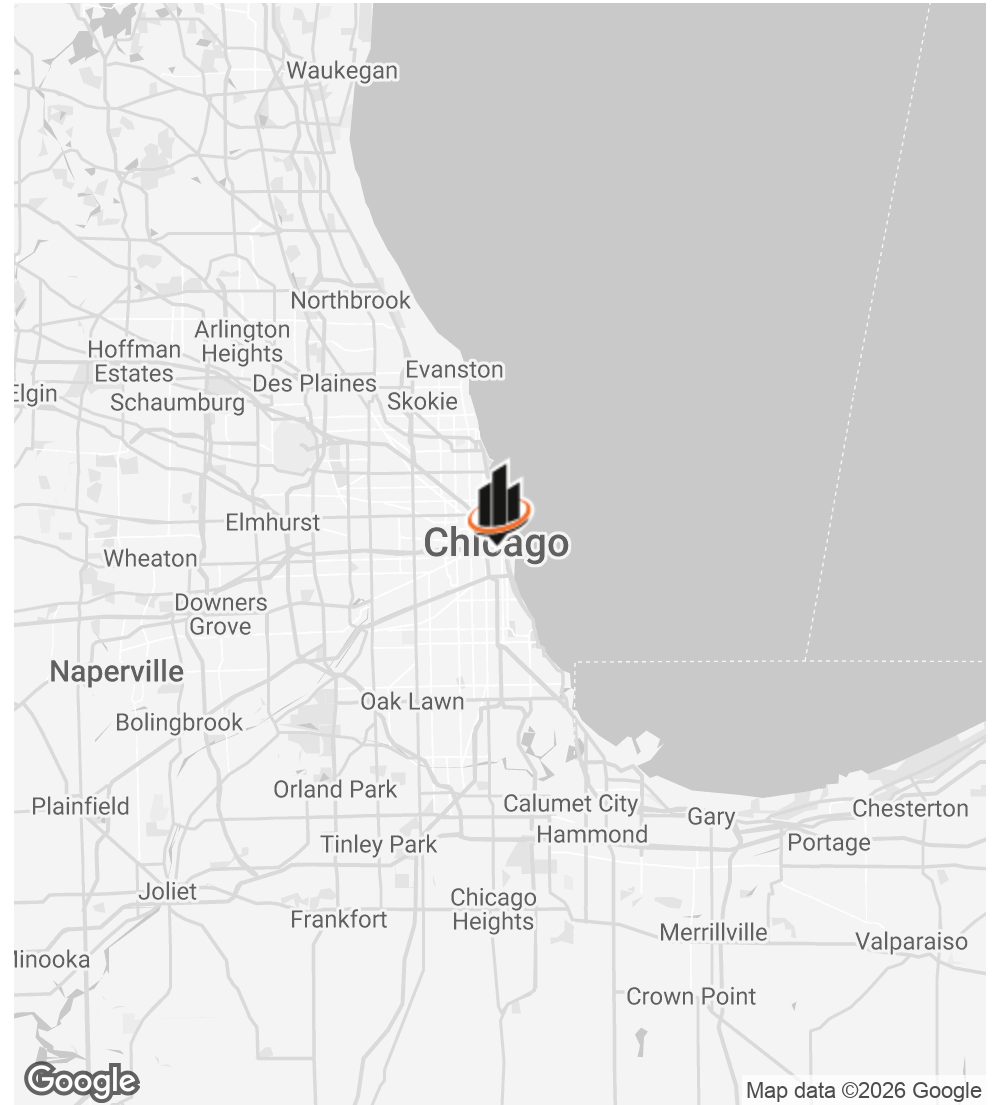 Waukegan
Northbrook
Arlington
Heights
Hoffman
Estates
Evanston
Des Plaines
Elgin
Skokie
Schaumburg
Elmhurst
Chicago
Wheaton
Downers
Grove
Naperville
Oak Lawn
Bolingbrook
Orland Park
Plainfield
Calumet City
Chesterton
Gary
Hammond
Portage
Tinley Park
Joliet
Chicago
Heights
Frankfort
Merrillville
Valparaiso
Minooka
Crown Point
Google
Map data ©2026 Google